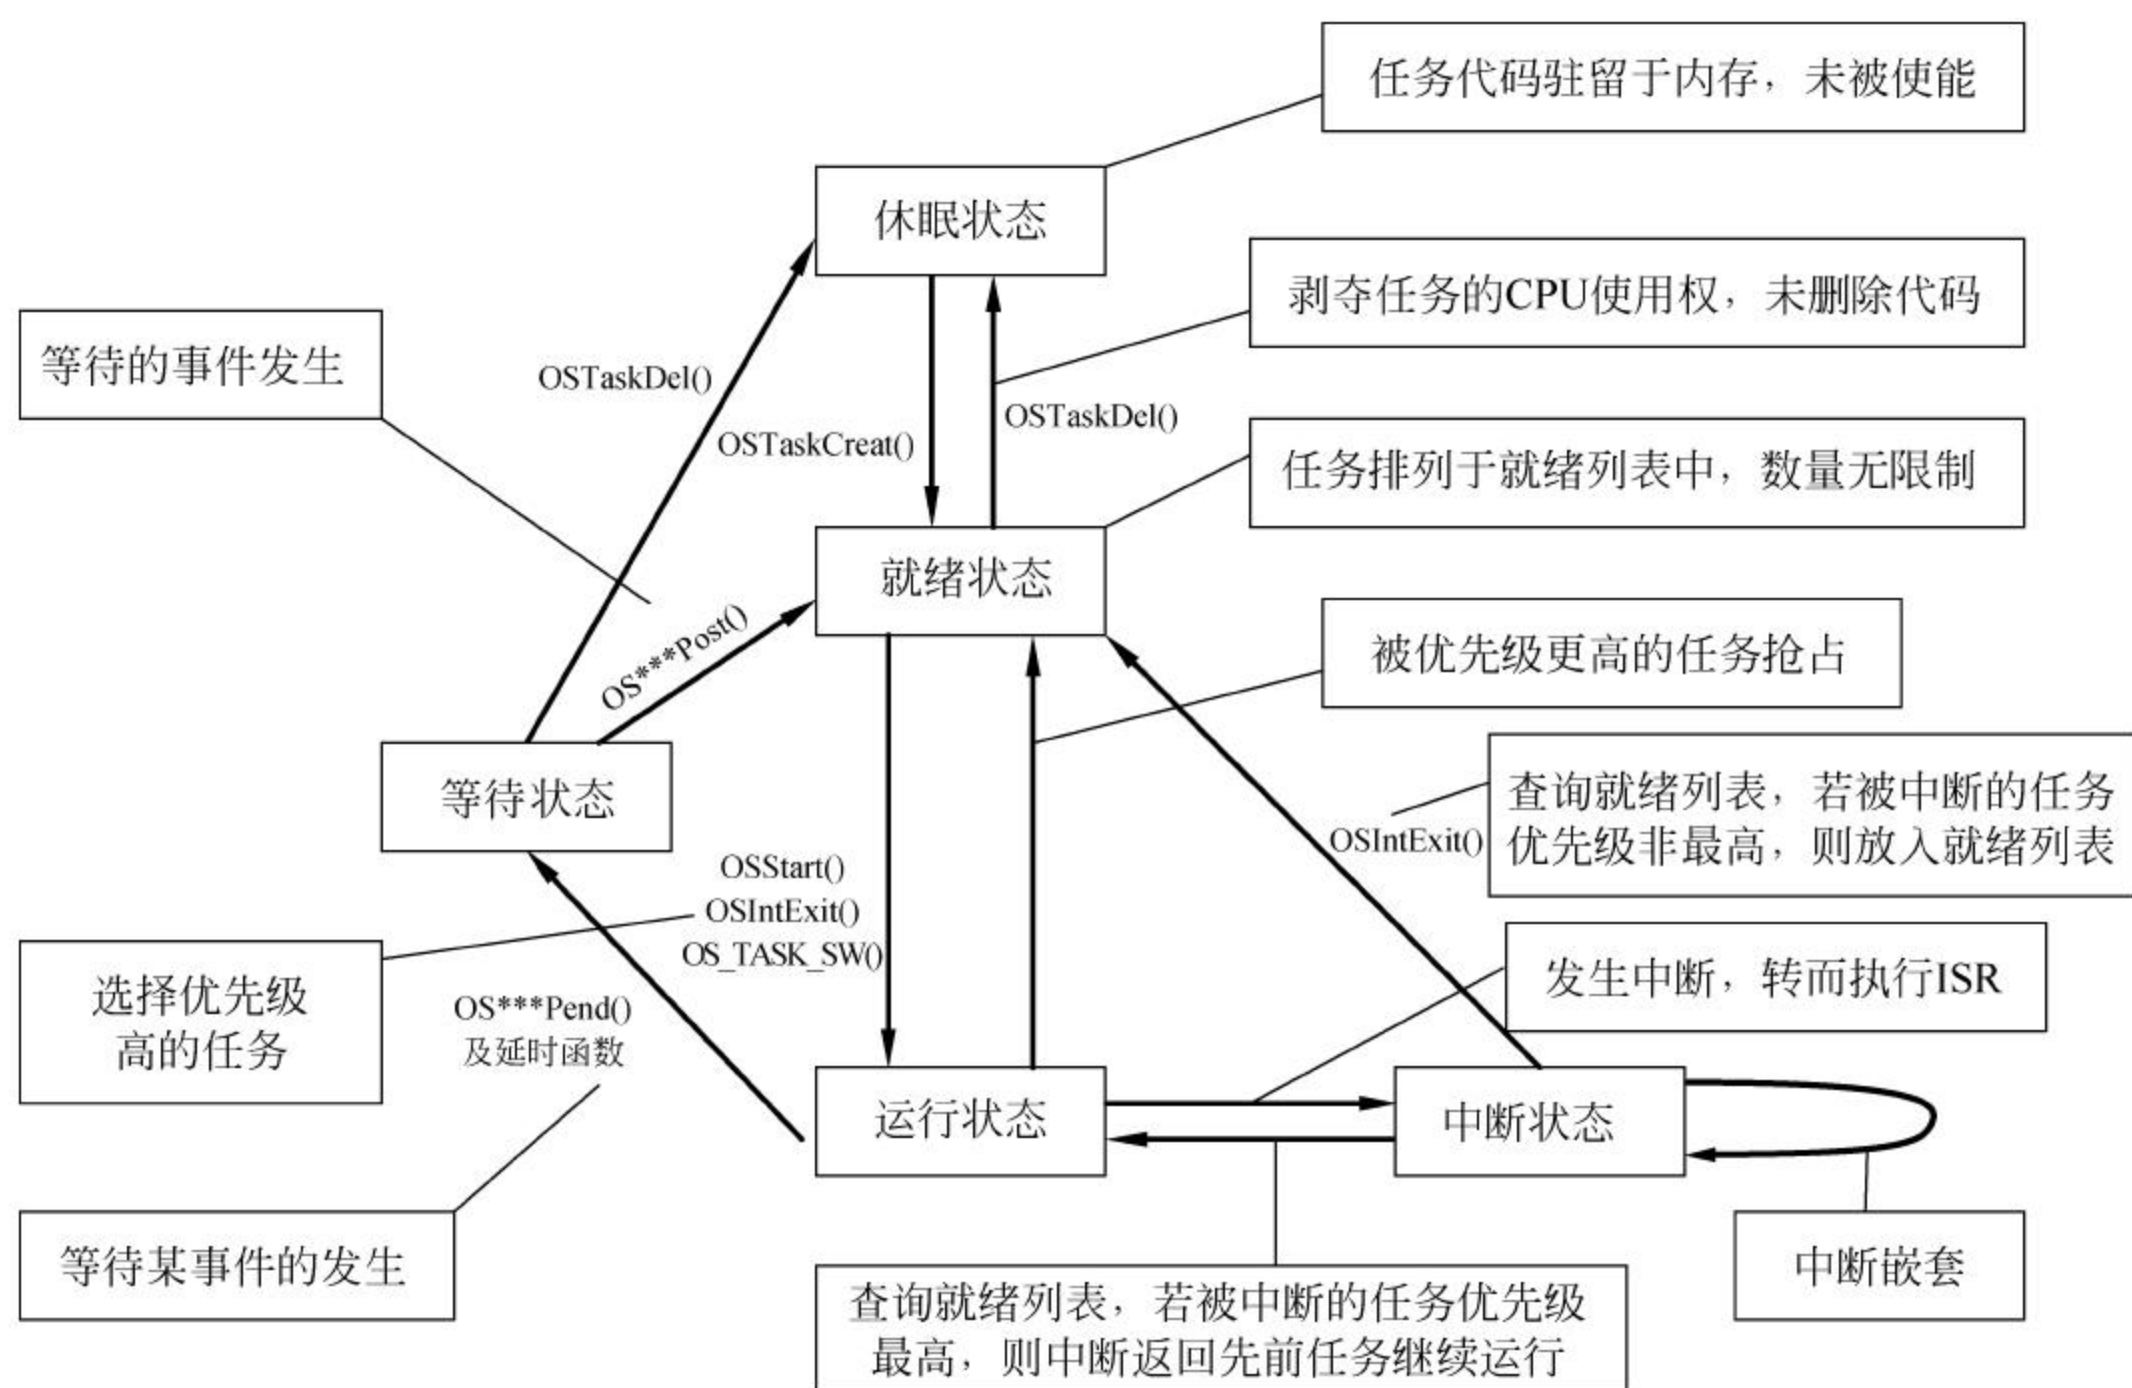 任务代码驻留于内存，未被使能
休眠状态
剥夺任务的CPU使用权，未删除代码
等待的事件发生
OSTaskDel()
OSTaskCreat()
OSTaskDel()
任务排列于就绪列表中，数量无限制
就绪状态
OS***Post()
被优先级更高的任务抢占
等待状态
查询就绪列表，若被中断的任务
优先级非最高，则放入就绪列表
OSIntExit()
OSStart()
OSIntExit()
OS_TASK_SW()
选择优先级
高的任务
OS***Pend()
及延时函数
发生中断，转而执行ISR
运行状态
中断状态
等待某事件的发生
中断嵌套
查询就绪列表，若被中断的任务优先级
最高，则中断返回先前任务继续运行